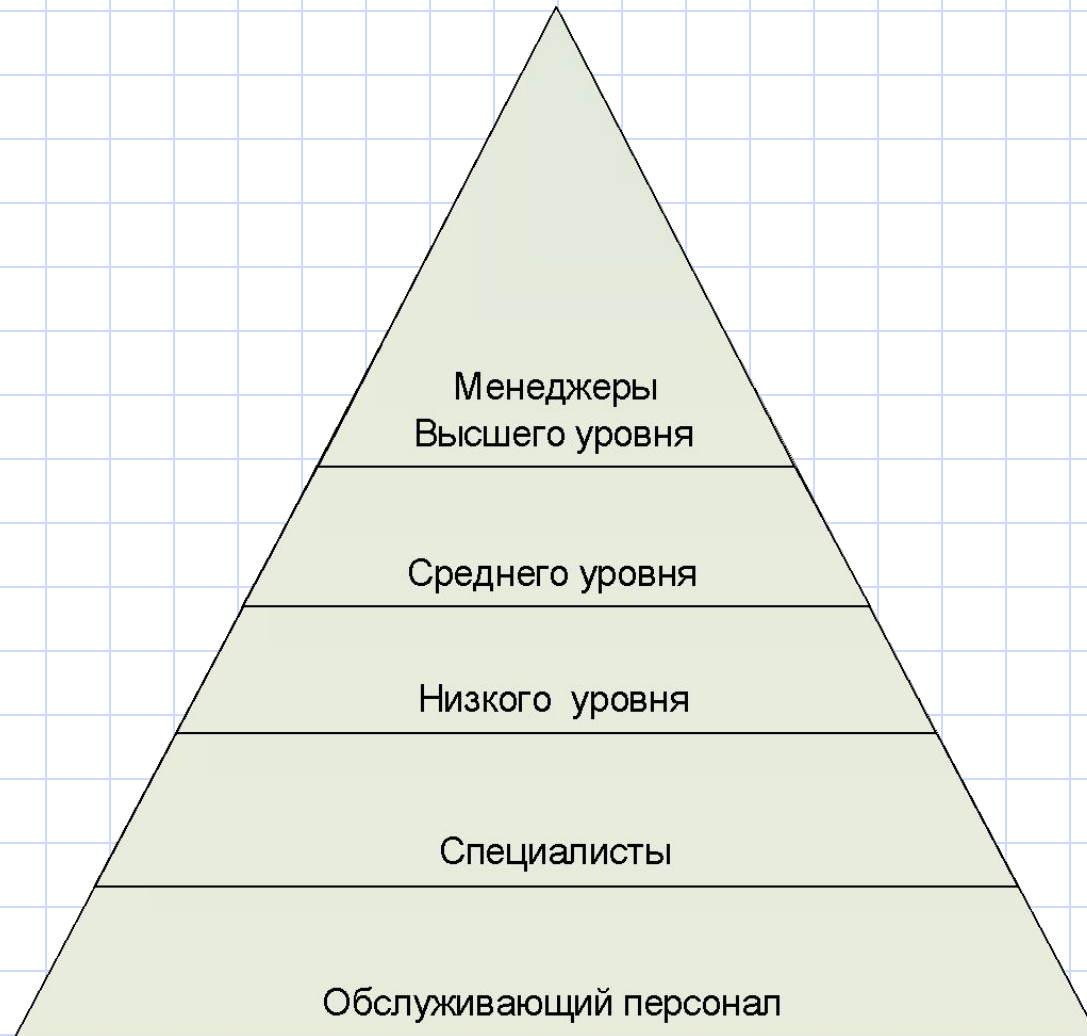 Менеджеры
Высшего уровня
Среднего уровня
Низкого уровня
Специалисты
Обслуживающий персонал